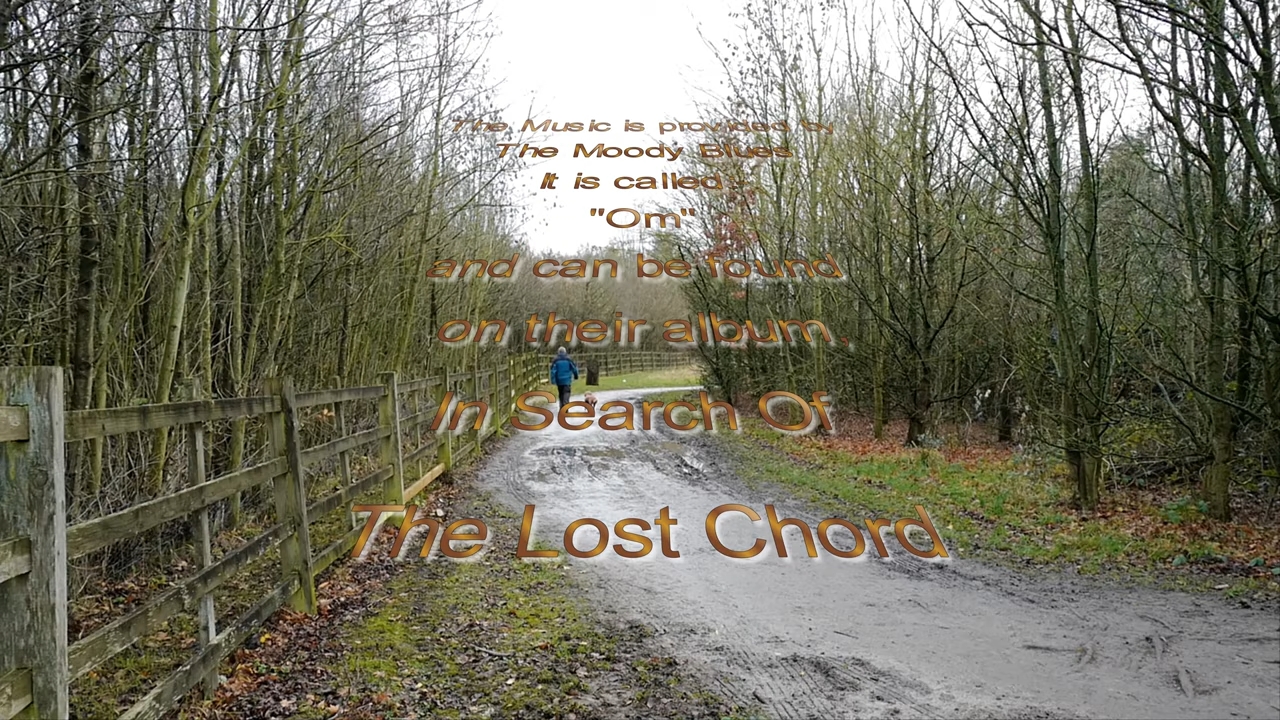 The Music is provided by
The Moody Blues
It is called...
"Om"
and can be found
on their album,
In Search Of
The Lost Chord